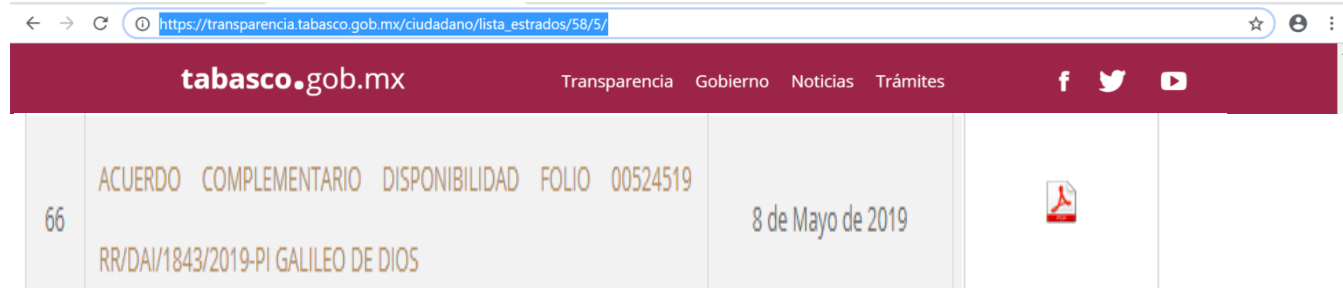 https://transparencia.tabasco.gob.mx/ciudadano/lista_estrados/58/5/
tabasco.gob.mx Transparencia Gobierno Noticias Trámites
66
ACUERDO COMPLEMENTARIO DISPONIBILIDAD FOLIO 00524519
RR/DAI/1843/2019-PI GALILEO DE DIOS
8 de Mayo de 2019